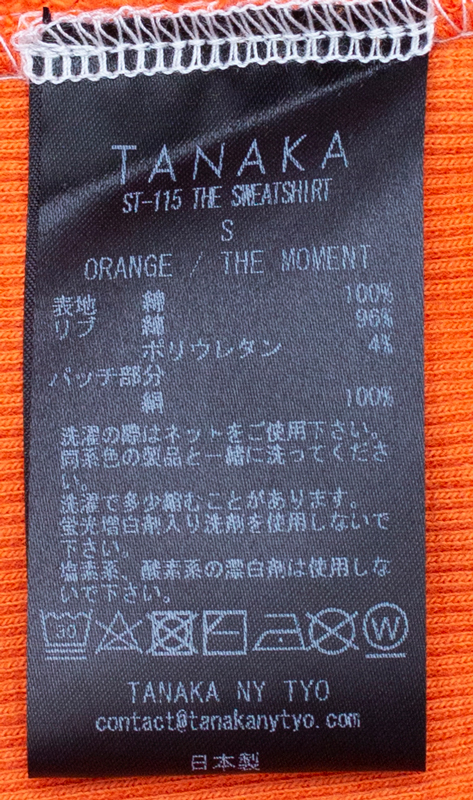 TANAKA
ST-115 THE SWEATSHIRT
S
ORANGE / THE MOMENT
表地 綿 100%
リブ 綿 96%
ポリウレタン 4%
パッチ部分
絹 100%
洗濯の際はネットをご使用下さい。
同系色の製品と一緒に洗ってくださ
い。
洗濯で多少縮むことがあります。
蛍光増白剤入り洗剤を使用しないで
下さい。
塩素系、酸素系の漂白剤は使用しな
いで下さい。
30 W
TANAKA NY TYO
contact@tanakanytyo.com
日本製